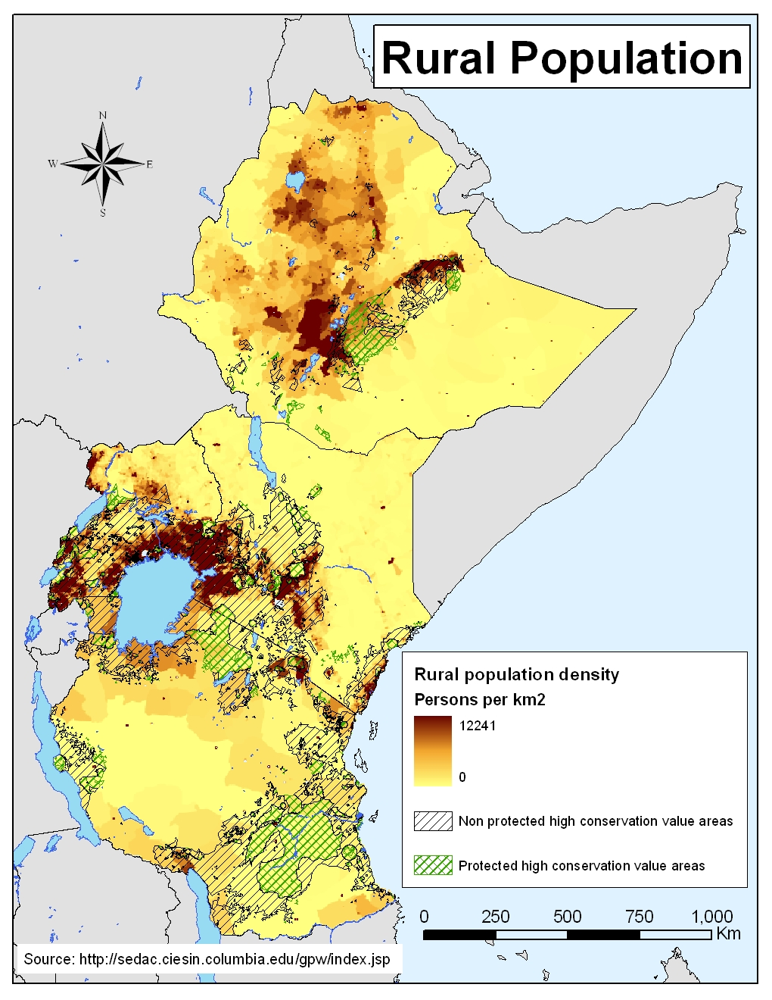 Rural Population
N
W
E
S
Rural population density
Persons per km2
12241
0
Non protected high conservation value areas
Protected high conservation value areas
0 250 500 750 1,000
Km
Source: http://sedac.ciesin.columbia.edu/gpw/index.jsp